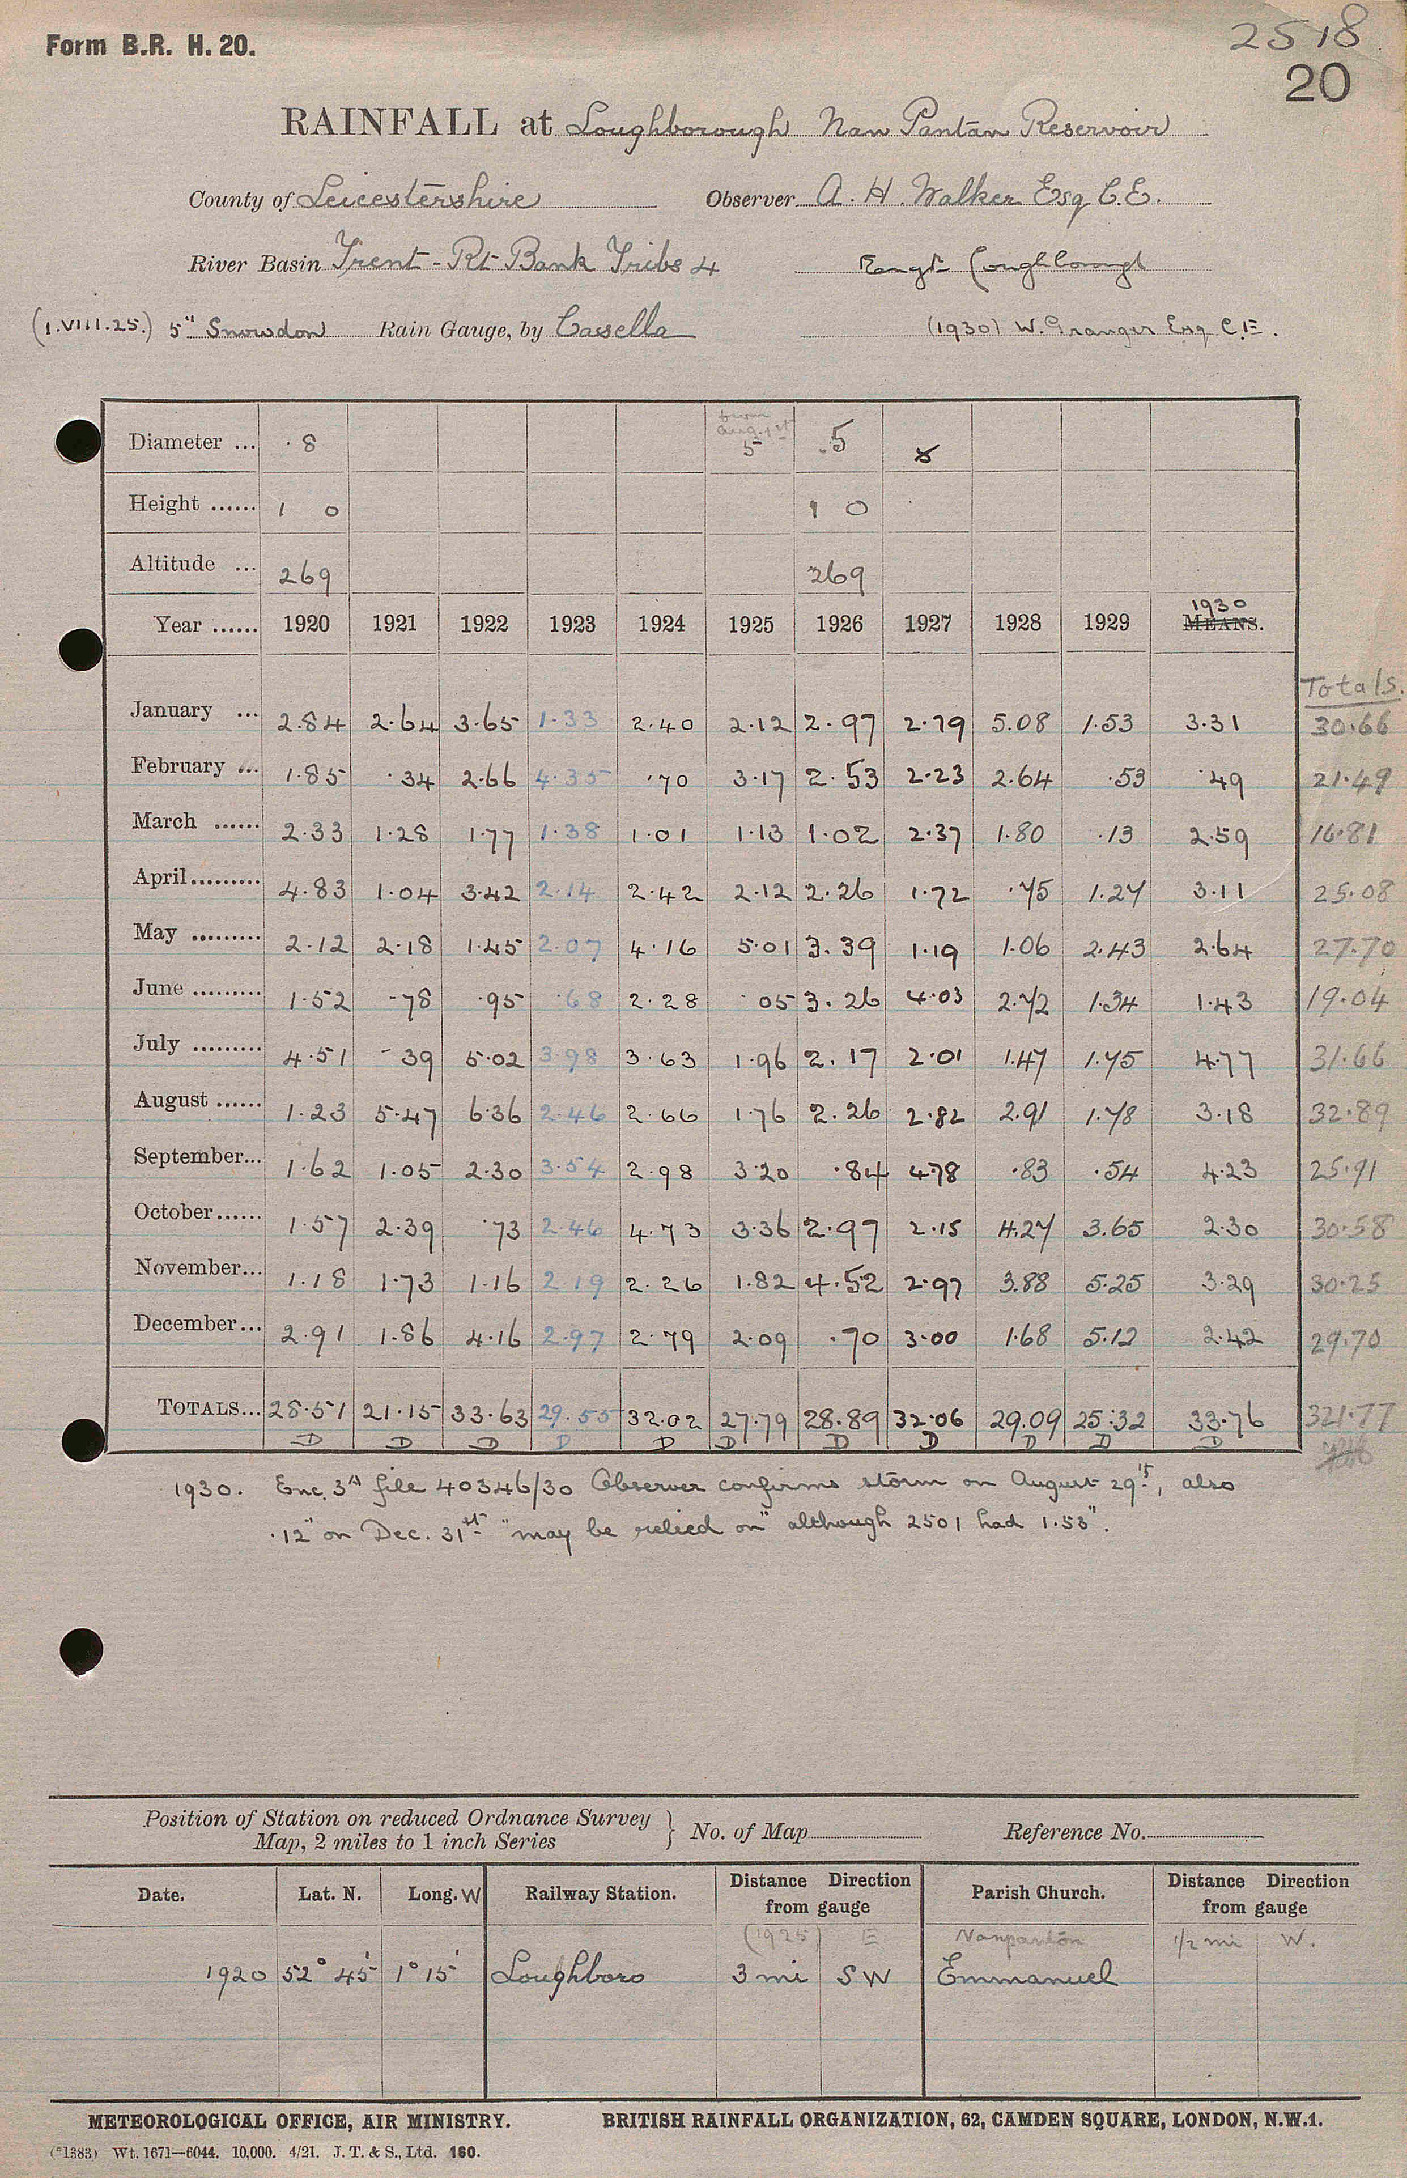 Form B.R. H. 20.
2518
20
RAINFALL at Loughborough Nan Pantan Reservoir
County of Leicestershire Observer A. H. Walker Esq C.E.
River Basin Trent - Rt Bank Tribs 4 Loughborough
(1.VIII.25.) 5" Snowdon Rain Gauge, by Casella (1930) W. Granger Esq C.E.
Diameter ... ·8 from Aug. 1st 5 .5 8
Height ...... 1 0 1 0
Altitude ... 269 269
Year ...... 1920 1921 1922 1923 1924 1925 1926 1927 1928 1929 1930 MEANS.
Totals.
January ... 2.84 2.64 3.65 1.33 2.40 2.12 2.97 2.79 5.08 1.53 3.31 30.66
February ... 1.85 .34 2.66 4.35 .70 3.17 2.53 2.23 2.64 .53 .49 21.49
March ...... 2.33 1.28 1.77 1.38 1.01 1.13 1.02 2.37 1.80 .13 2.59 16.81
April......... 4.83 1.04 3.42 2.14 2.42 2.12 2.26 1.72 .75 1.27 3.11 25.08
May ......... 2.12 2.18 1.45 2.07 4.16 5.01 3.39 1.19 1.06 2.43 2.64 27.70
June ......... 1.52 .78 .95 .68 2.28 .05 3.26 4.03 2.72 1.34 1.43 19.04
July ......... 4.51 .39 5.02 3.98 3.63 1.96 2.17 2.01 1.47 1.75 4.77 31.66
August ...... 1.23 5.47 6.36 2.46 2.66 1.76 2.26 2.82 2.91 1.78 3.18 32.89
September... 1.62 1.05 2.30 3.54 2.98 3.20 .84 4.78 .83 .54 4.23 25.91
October...... 1.57 2.39 .73 2.46 4.73 3.36 2.97 2.15 4.27 3.65 2.30 30.58
November... 1.18 1.73 1.16 2.19 2.26 1.82 4.52 2.97 3.88 5.25 3.29 30.25
December... 2.91 1.86 4.16 2.97 2.79 2.09 .70 3.00 1.68 5.12 2.42 29.70
TOTALS... 28.51 21.15 33.63 29.55 32.02 27.79 28.89 32.06 29.09 25.32 33.76 321.77
D D D D D D D D D D D
1930. Enc. 3A file 40346/30 Observer confirms storm on August 29th, also
.12" on Dec. 31st "may be relied on" although 2501 had 1.53".
Position of Station on reduced Ordnance Survey
Map, 2 miles to 1 inch Series } No. of Map Reference No.
Date. Lat. N. Long. W Railway Station. Distance Direction from gauge Parish Church. Distance Direction from gauge
(1925) E Nanpantan 1/2 mi W.
1920 52° 45' 1° 15' Loughboro 3 mi SW Emmanuel
METEOROLOGICAL OFFICE, AIR MINISTRY. BRITISH RAINFALL ORGANIZATION, 62, CAMDEN SQUARE, LONDON, N.W.1.
(*1383) Wt. 1671—6044. 10,000. 4/21. J. T. & S., Ltd. 160.